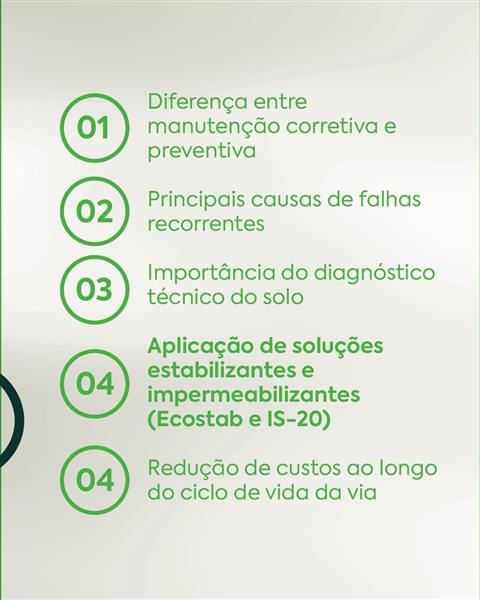 01
Diferença entre
manutenção corretiva e
preventiva
02
Principais causas de falhas
recorrentes
03
Importância do diagnóstico
técnico do solo
04
Aplicação de soluções
estabilizantes e
impermeabilizantes
(Ecostab e IS-20)
04
Redução de custos ao longo
do ciclo de vida da via